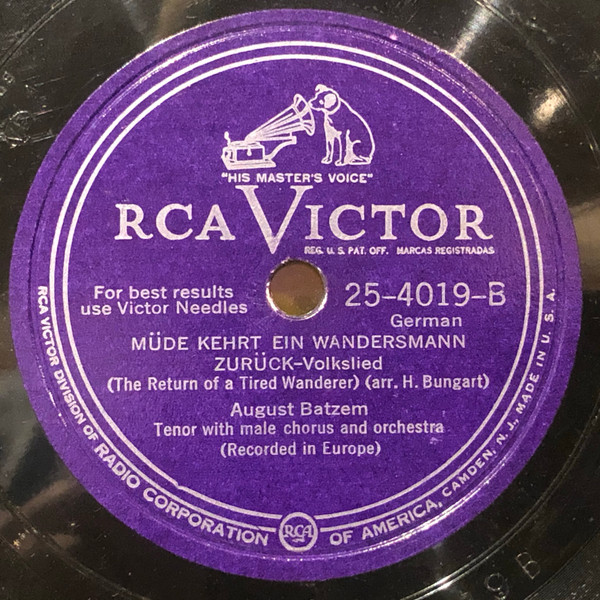 "HIS MASTER'S VOICE"
RCA VICTOR
REG. U. S. PAT. OFF. MARCAS REGISTRADAS
For best results
use Victor Needles
25-4019-B
German
MÜDE KEHRT EIN WANDERSMANN
ZURÜCK-Volkslied
(The Return of a Tired Wanderer) (arr. H. Bungart)
August Batzem
Tenor with male chorus and orchestra
(Recorded in Europe)
RCA VICTOR DIVISION OF RADIO CORPORATION RCA OF AMERICA, CAMDEN, N. J., MADE IN U. S. A.
9 B